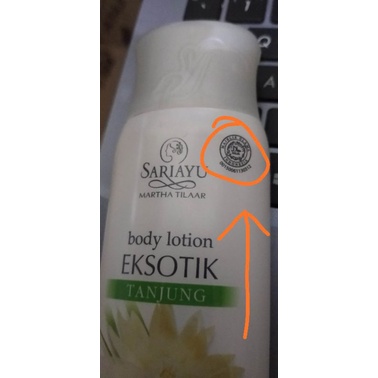 SARIAYU
MARTHA TILAAR
body lotion
EKSOTIK
TANJUNG